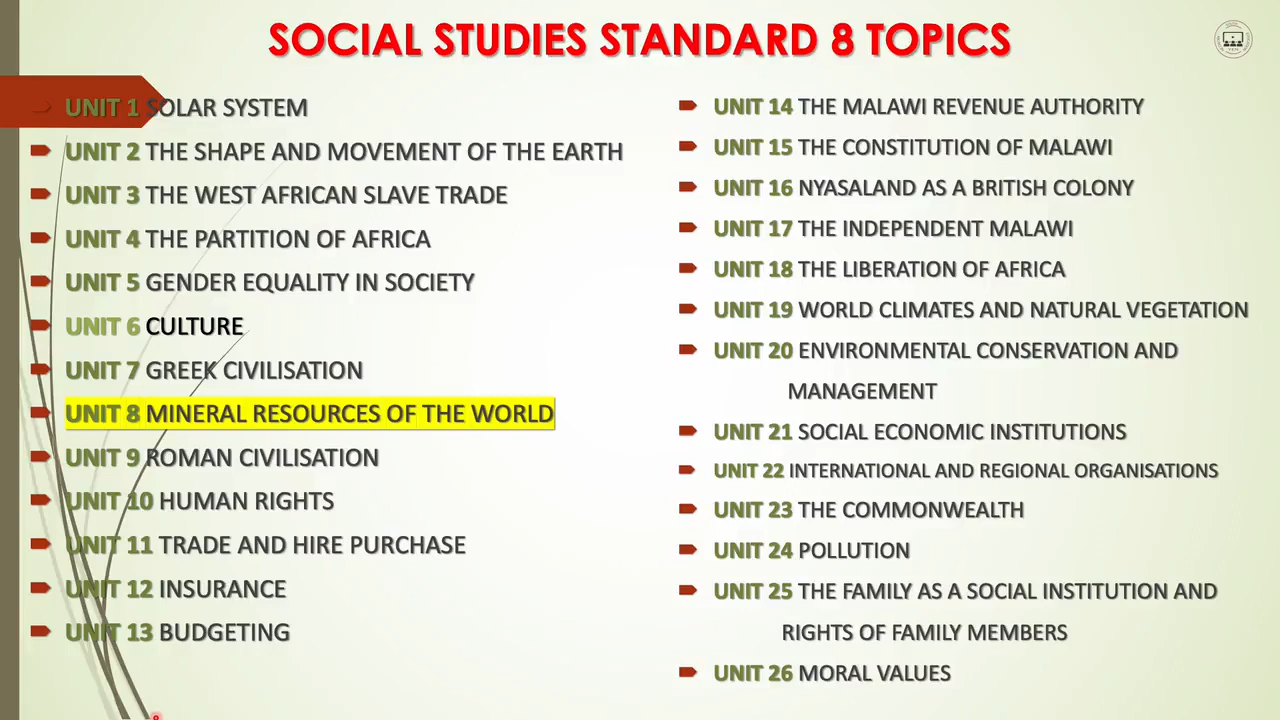 SOCIAL STUDIES STANDARD 8 TOPICS
UNIT 1 SOLAR SYSTEM
UNIT 2 THE SHAPE AND MOVEMENT OF THE EARTH
UNIT 3 THE WEST AFRICAN SLAVE TRADE
UNIT 4 THE PARTITION OF AFRICA
UNIT 5 GENDER EQUALITY IN SOCIETY
UNIT 6 CULTURE
UNIT 7 GREEK CIVILISATION
UNIT 8 MINERAL RESOURCES OF THE WORLD
UNIT 9 ROMAN CIVILISATION
UNIT 10 HUMAN RIGHTS
UNIT 11 TRADE AND HIRE PURCHASE
UNIT 12 INSURANCE
UNIT 13 BUDGETING
UNIT 14 THE MALAWI REVENUE AUTHORITY
UNIT 15 THE CONSTITUTION OF MALAWI
UNIT 16 NYASALAND AS A BRITISH COLONY
UNIT 17 THE INDEPENDENT MALAWI
UNIT 18 THE LIBERATION OF AFRICA
UNIT 19 WORLD CLIMATES AND NATURAL VEGETATION
UNIT 20 ENVIRONMENTAL CONSERVATION AND
MANAGEMENT
UNIT 21 SOCIAL ECONOMIC INSTITUTIONS
UNIT 22 INTERNATIONAL AND REGIONAL ORGANISATIONS
UNIT 23 THE COMMONWEALTH
UNIT 24 POLLUTION
UNIT 25 THE FAMILY AS A SOCIAL INSTITUTION AND
RIGHTS OF FAMILY MEMBERS
UNIT 26 MORAL VALUES